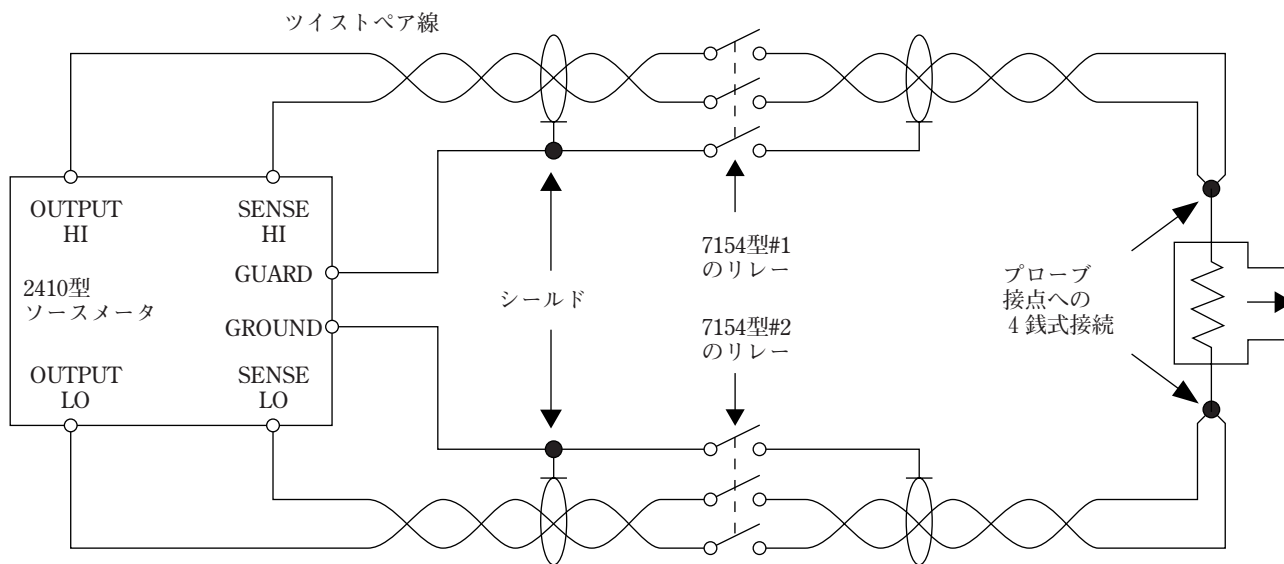 ツイストペア線
OUTPUT
HI
SENSE
HI
GUARD
2410型
ソースメータ
GROUND
OUTPUT
LO
SENSE
LO
シールド
7154型#1
のリレー
7154型#2
のリレー
プローブ
接点への
4 銭式接続